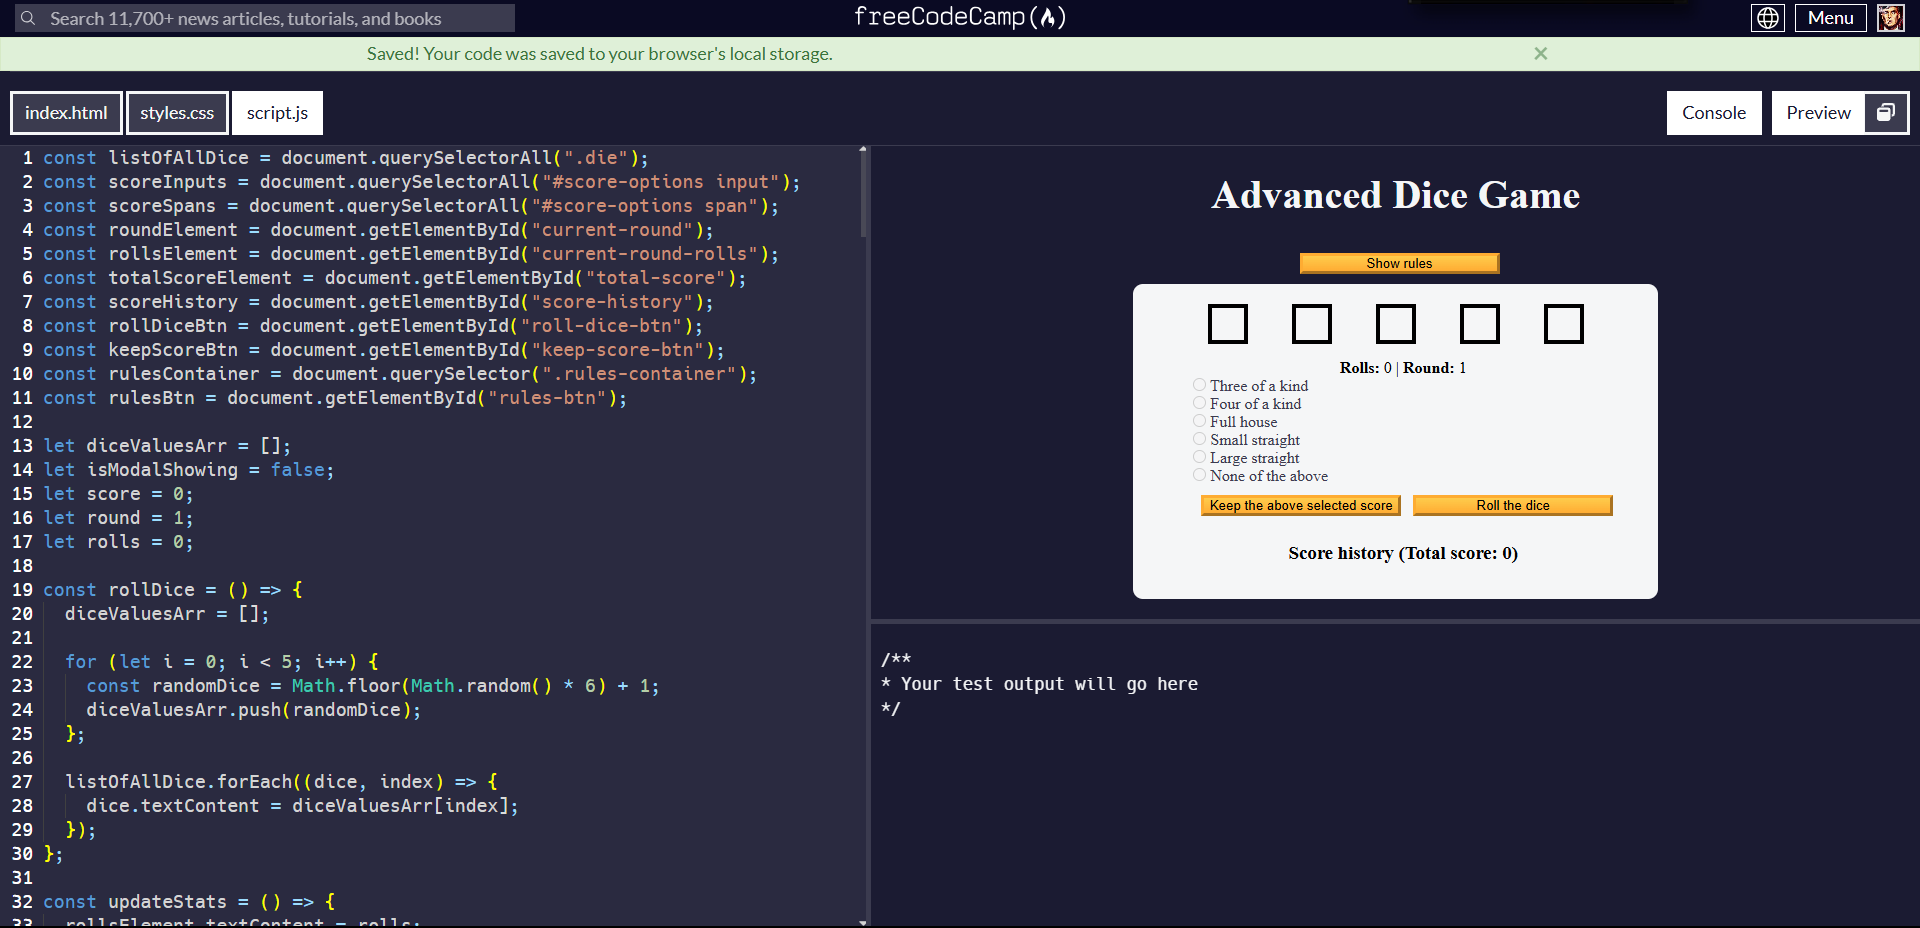 Search 11,700+ news articles, tutorials, and books
freeCodeCamp
Menu
Saved! Your code was saved to your browser's local storage.
×
index.html
styles.css
script.js
Console
Preview
1 const listOfAllDice = document.querySelectorAll(".die");
2 const scoreInputs = document.querySelectorAll("#score-options input");
3 const scoreSpans = document.querySelectorAll("#score-options span");
4 const roundElement = document.getElementById("current-round");
5 const rollsElement = document.getElementById("current-round-rolls");
6 const totalScoreElement = document.getElementById("total-score");
7 const scoreHistory = document.getElementById("score-history");
8 const rollDiceBtn = document.getElementById("roll-dice-btn");
9 const keepScoreBtn = document.getElementById("keep-score-btn");
10 const rulesContainer = document.querySelector(".rules-container");
11 const rulesBtn = document.getElementById("rules-btn");
12
13 let diceValuesArr = [];
14 let isModalShowing = false;
15 let score = 0;
16 let round = 1;
17 let rolls = 0;
18
19 const rollDice = () => {
20 diceValuesArr = [];
21
22 for (let i = 0; i < 5; i++) {
23 const randomDice = Math.floor(Math.random() * 6) + 1;
24 diceValuesArr.push(randomDice);
25 };
26
27 listOfAllDice.forEach((dice, index) => {
28 dice.textContent = diceValuesArr[index];
29 });
30 };
31
32 const updateStats = () => {
33 rollsElement.textContent = rolls;
Advanced Dice Game
Show rules
Rolls: 0 | Round: 1
Three of a kind
Four of a kind
Full house
Small straight
Large straight
None of the above
Keep the above selected score
Roll the dice
Score history (Total score: 0)
/**
* Your test output will go here
*/